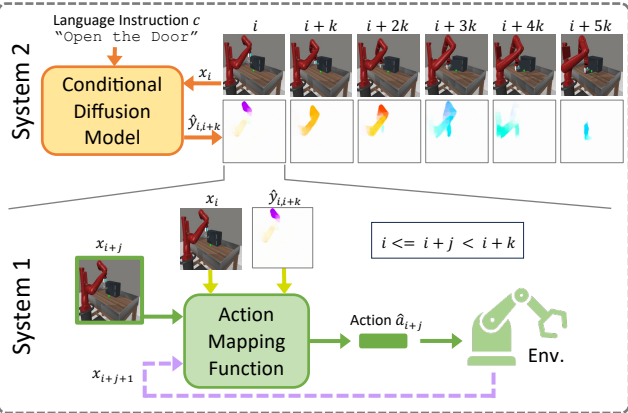 System 2
Language Instruction c
"Open the Door"
Conditional
Diffusion
Model
x_i
ŷ_{i,i+k}
i
i + k
i + 2k
i + 3k
i + 4k
i + 5k
System 1
x_{i+j}
x_i
ŷ_{i,i+k}
i <= i + j < i + k
Action
Mapping
Function
Action â_{i+j}
Env.
x_{i+j+1}